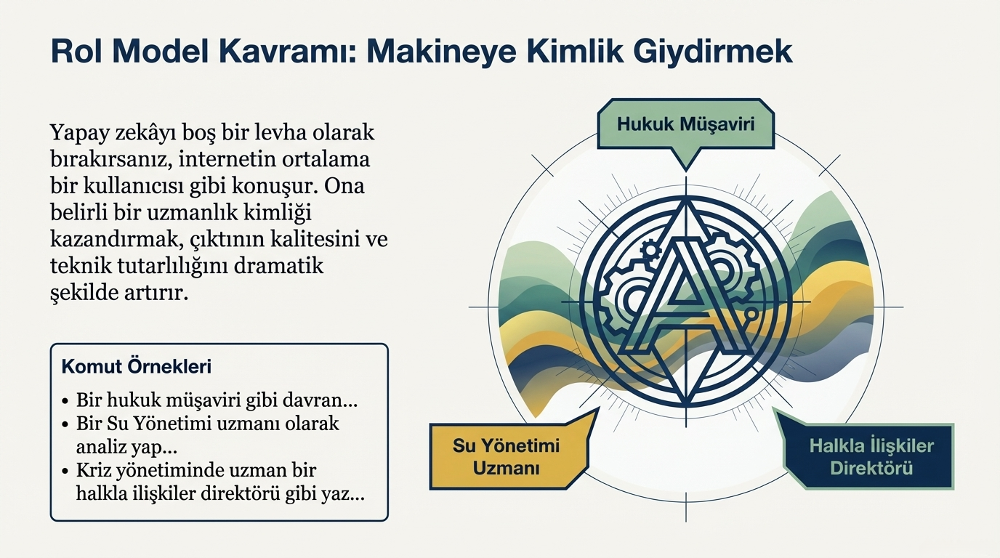 Rol Model Kavramı: Makineye Kimlik Giydirmek
Yapay zekâyı boş bir levha olarak
bırakırsanız, internetin ortalama
bir kullanıcısı gibi konuşur. Ona
belirli bir uzmanlık kimliği
kazandırmak, çıktının kalitesini ve
teknik tutarlılığını dramatik
şekilde artırır.
Komut Örnekleri
• Bir hukuk müşaviri gibi davran...
• Bir Su Yönetimi uzmanı olarak
analiz yap...
• Kriz yönetiminde uzman bir
halkla ilişkiler direktörü gibi yaz...
Hukuk Müşaviri
Su Yönetimi
Uzmanı
Halkla İlişkiler
Direktörü